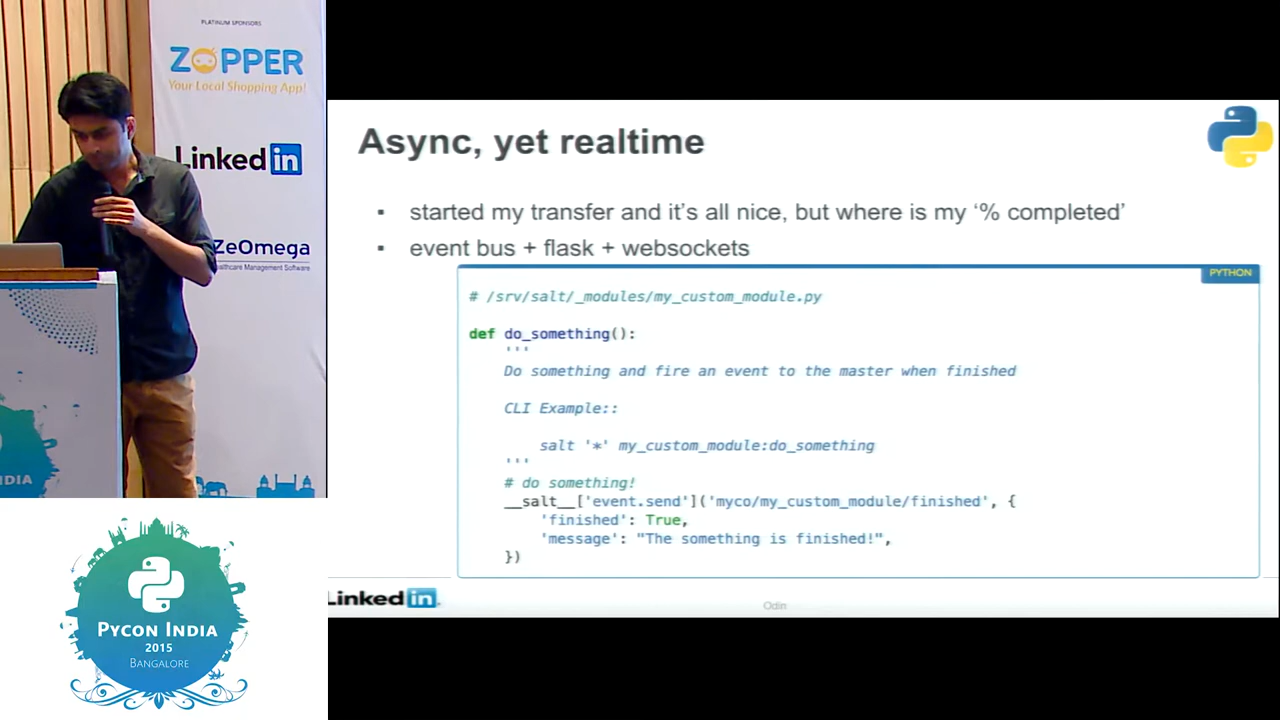 PLATINUM SPONSORS
ZOPPER
Your Local Shopping App!
Linkedin
ZeOmega
althcare Management Software
NDIA
Pycon India
2015
Bangalore
Async, yet realtime
▪ started my transfer and it's all nice, but where is my '% completed'
▪ event bus + flask + websockets
PYTHON
# /srv/salt/_modules/my_custom_module.py
def do_something():
'''
Do something and fire an event to the master when finished
CLI Example::
salt '*' my_custom_module:do_something
'''
# do something!
__salt__['event.send']('myco/my_custom_module/finished', {
'finished': True,
'message': "The something is finished!",
})
Linkedin
Odin